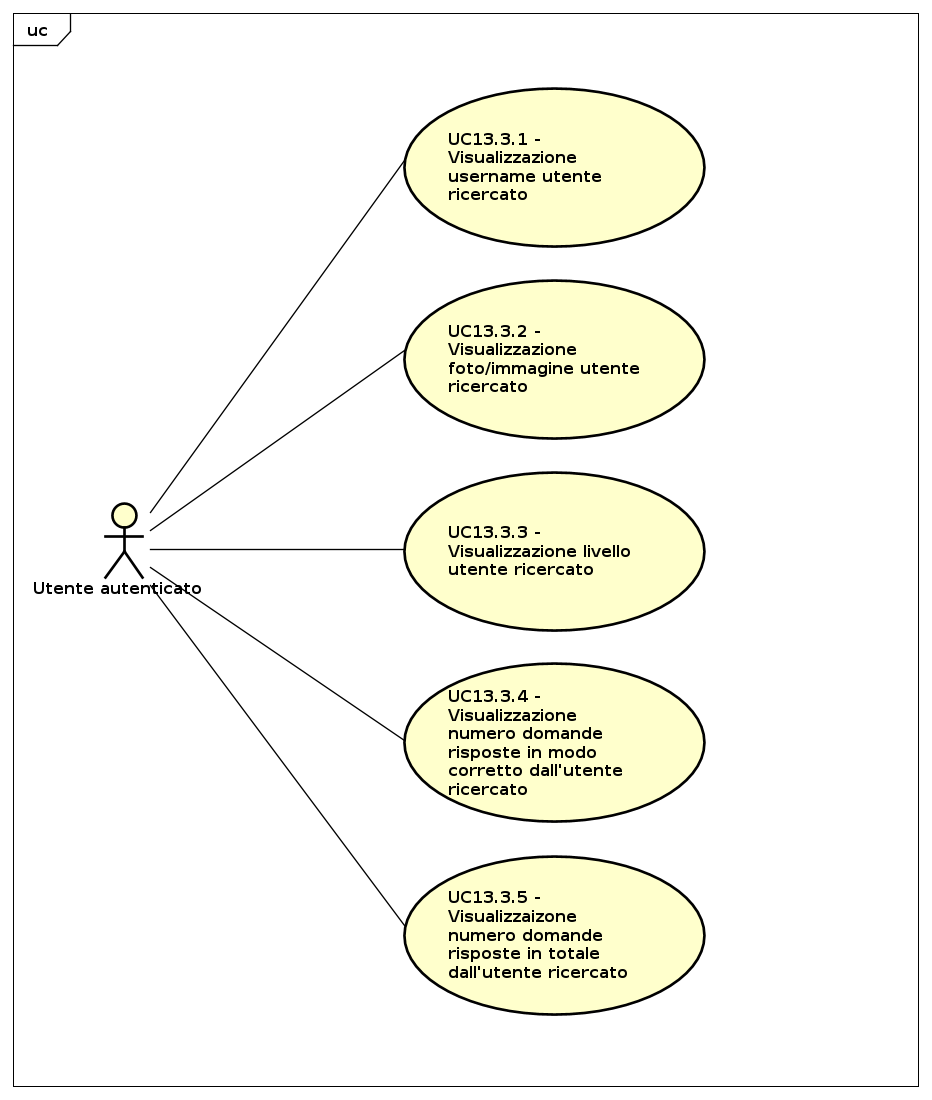 uc
UC13.3.1 -
Visualizzazione
username utente
ricercato
UC13.3.2 -
Visualizzazione
foto/immagine utente
ricercato
Utente autenticato
UC13.3.3 -
Visualizzazione livello
utente ricercato
UC13.3.4 -
Visualizzazione
numero domande
risposte in modo
corretto dall'utente
ricercato
UC13.3.5 -
Visualizzaizone
numero domande
risposte in totale
dall'utente ricercato